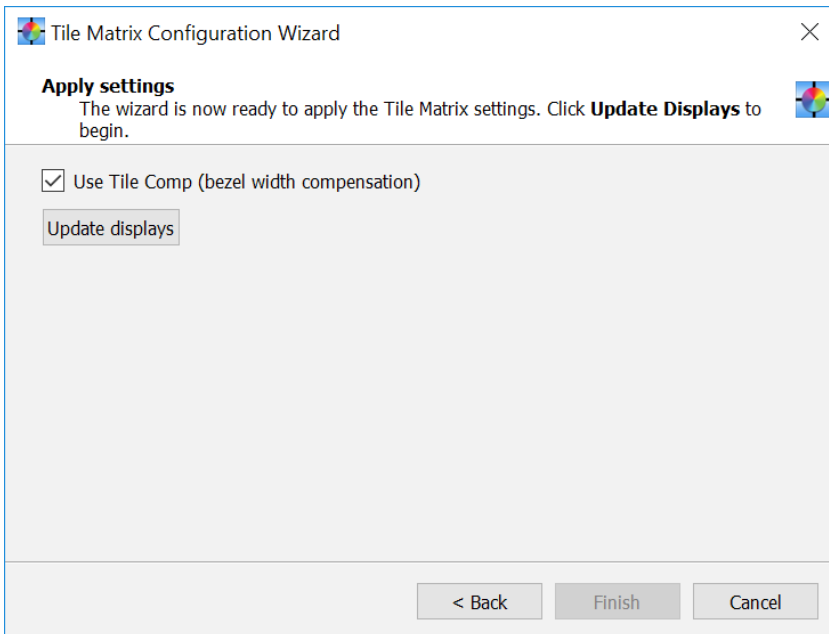 Tile Matrix Configuration Wizard
Apply settings
The wizard is now ready to apply the Tile Matrix settings. Click Update Displays to
begin.
Use Tile Comp (bezel width compensation)
Update displays
< Back Finish Cancel